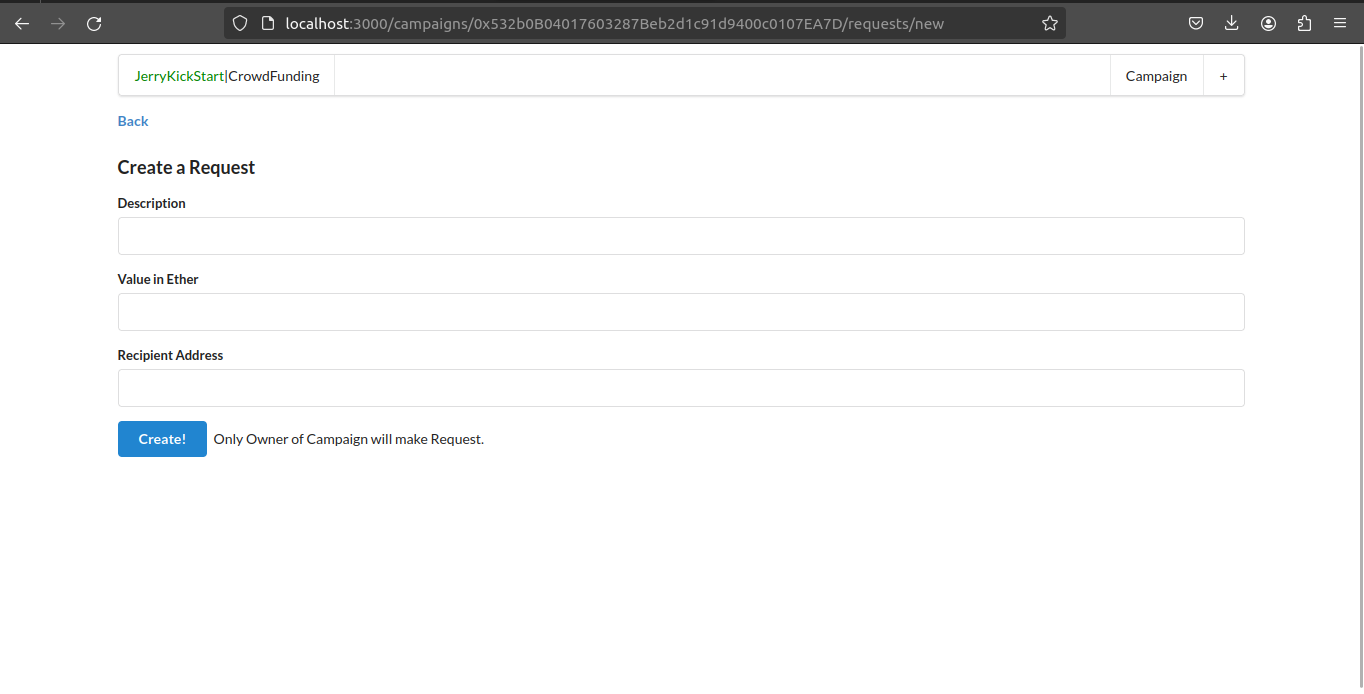 localhost:3000/campaigns/0x532b0B04017603287Beb2d1c91d9400c0107EA7D/requests/new
JerryKickStart|CrowdFunding Campaign +
Back
Create a Request
Description
Value in Ether
Recipient Address
Create! Only Owner of Campaign will make Request.